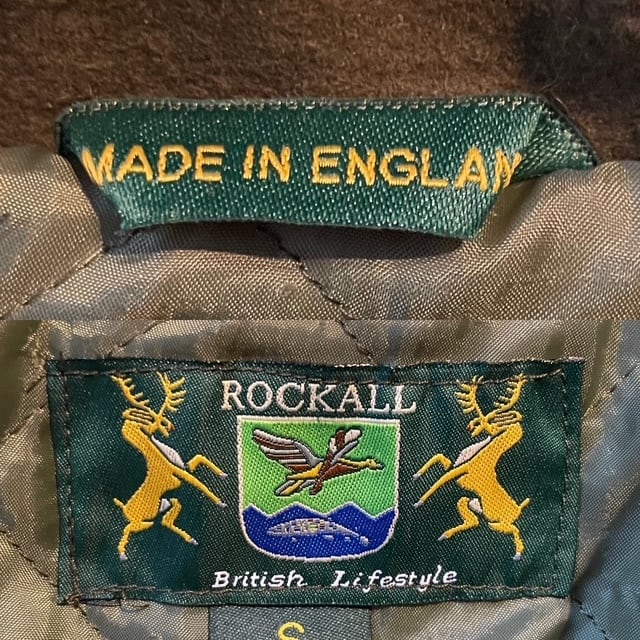 MADE IN ENGLAN
ROCKALL
British Lifestyle
S